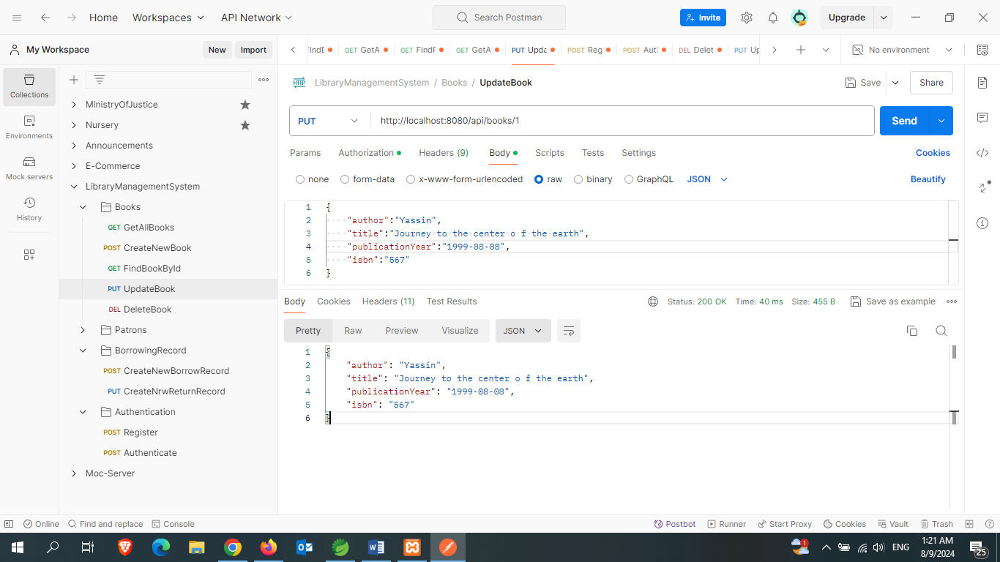 Home Workspaces API Network Search Postman Invite Upgrade
My Workspace New Import GET GetA GET FindF GET GetA PUT Upda POST Reg POST Aut DEL Delet PUT Up No environment
Collections
Environments
Mock servers
History
MinistryOfJustice
Nursery
Announcements
E-Commerce
LibraryManagementSystem
Books
GET GetAllBooks
POST CreateNewBook
GET FindBookById
PUT UpdateBook
DEL DeleteBook
Patrons
BorrowingRecord
POST CreateNewBorrowRecord
PUT CreateNrwReturnRecord
Authentication
POST Register
POST Authenticate
Moc-Server
HTTP LibraryManagementSystem / Books / UpdateBook Save Share
PUT http://localhost:8080/api/books/1 Send
Params Authorization Headers (9) Body Scripts Tests Settings Cookies
none form-data x-www-form-urlencoded raw binary GraphQL JSON Beautify
1 {
2 "author":"Yassin",
3 "title":"Journey to the center o f the earth",
4 "publicationYear":"1999-08-08",
5 "isbn":"567"
6 }
Body Cookies Headers (11) Test Results Status: 200 OK Time: 40 ms Size: 455 B Save as example
Pretty Raw Preview Visualize JSON
1 {
2 "author": "Yassin",
3 "title": "Journey to the center o f the earth",
4 "publicationYear": "1999-08-08",
5 "isbn": "567"
6 }
Online Find and replace Console Postbot Runner Start Proxy Cookies Vault Trash
1 ENG 1:21 AM
8/9/2024 25